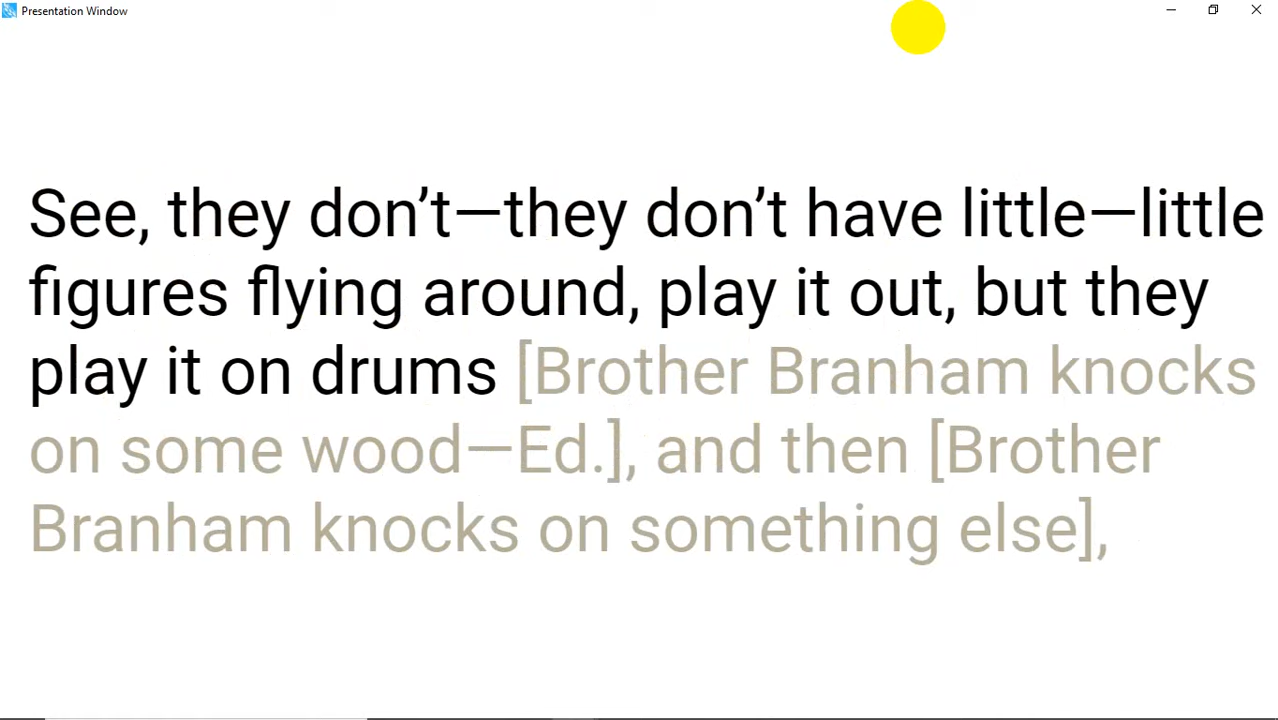 Presentation Window
See, they don’t—they don’t have little—little
figures flying around, play it out, but they
play it on drums [Brother Branham knocks
on some wood—Ed.], and then [Brother
Branham knocks on something else],